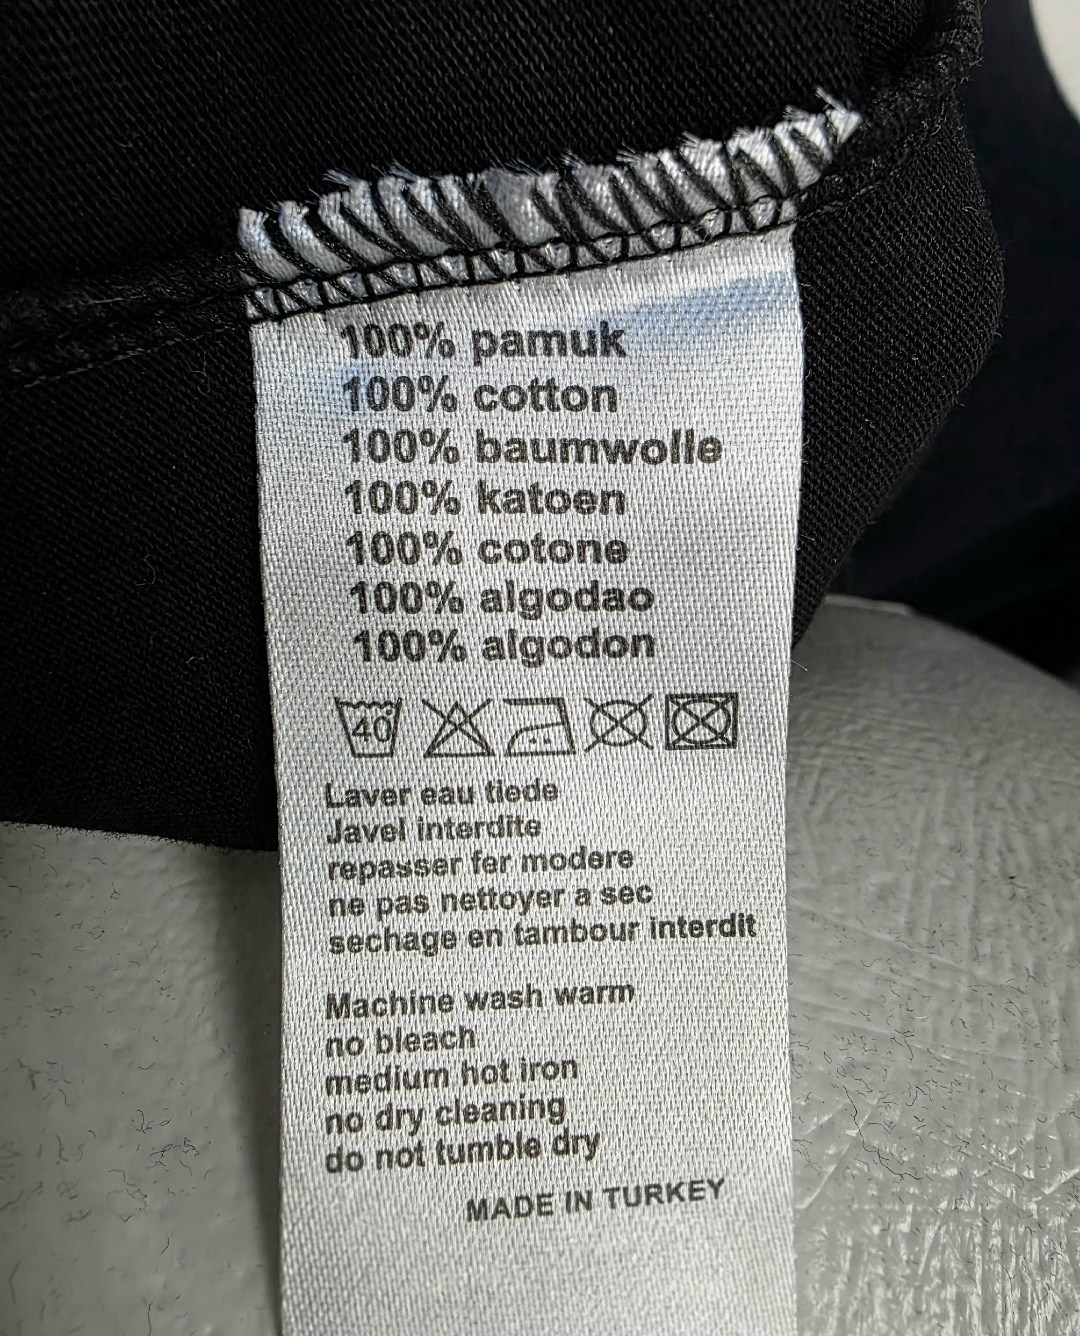 100% pamuk
100% cotton
100% baumwolle
100% katoen
100% cotone
100% algodao
100% algodon
40
Laver eau tiede
Javel interdite
repasser fer modere
ne pas nettoyer a sec
sechage en tambour interdit
Machine wash warm
no bleach
medium hot iron
no dry cleaning
do not tumble dry
MADE IN TURKEY